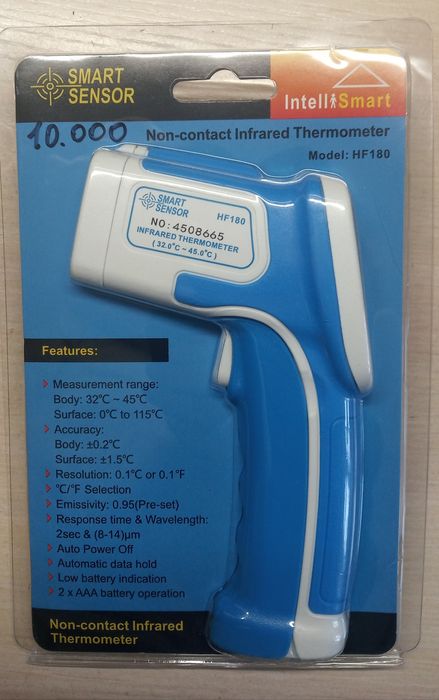 SMART
SENSOR
IntelliSmart
10.000
Non-contact Infrared Thermometer
Model: HF180
SMART
SENSOR
HF180
NO:4508665
INFRARED THERMOMETER
(32.0℃ ~ 45.0℃)
Features:
Measurement range:
Body: 32℃ ~ 45℃
Surface: 0℃ to 115℃
Accuracy:
Body: ±0.2℃
Surface: ±1.5℃
Resolution: 0.1℃ or 0.1℉
℃/℉ Selection
Emissivity: 0.95(Pre-set)
Response time & Wavelength:
2sec & (8-14)μm
Auto Power Off
Automatic data hold
Low battery indication
2 x AAA battery operation
Non-contact Infrared
Thermometer